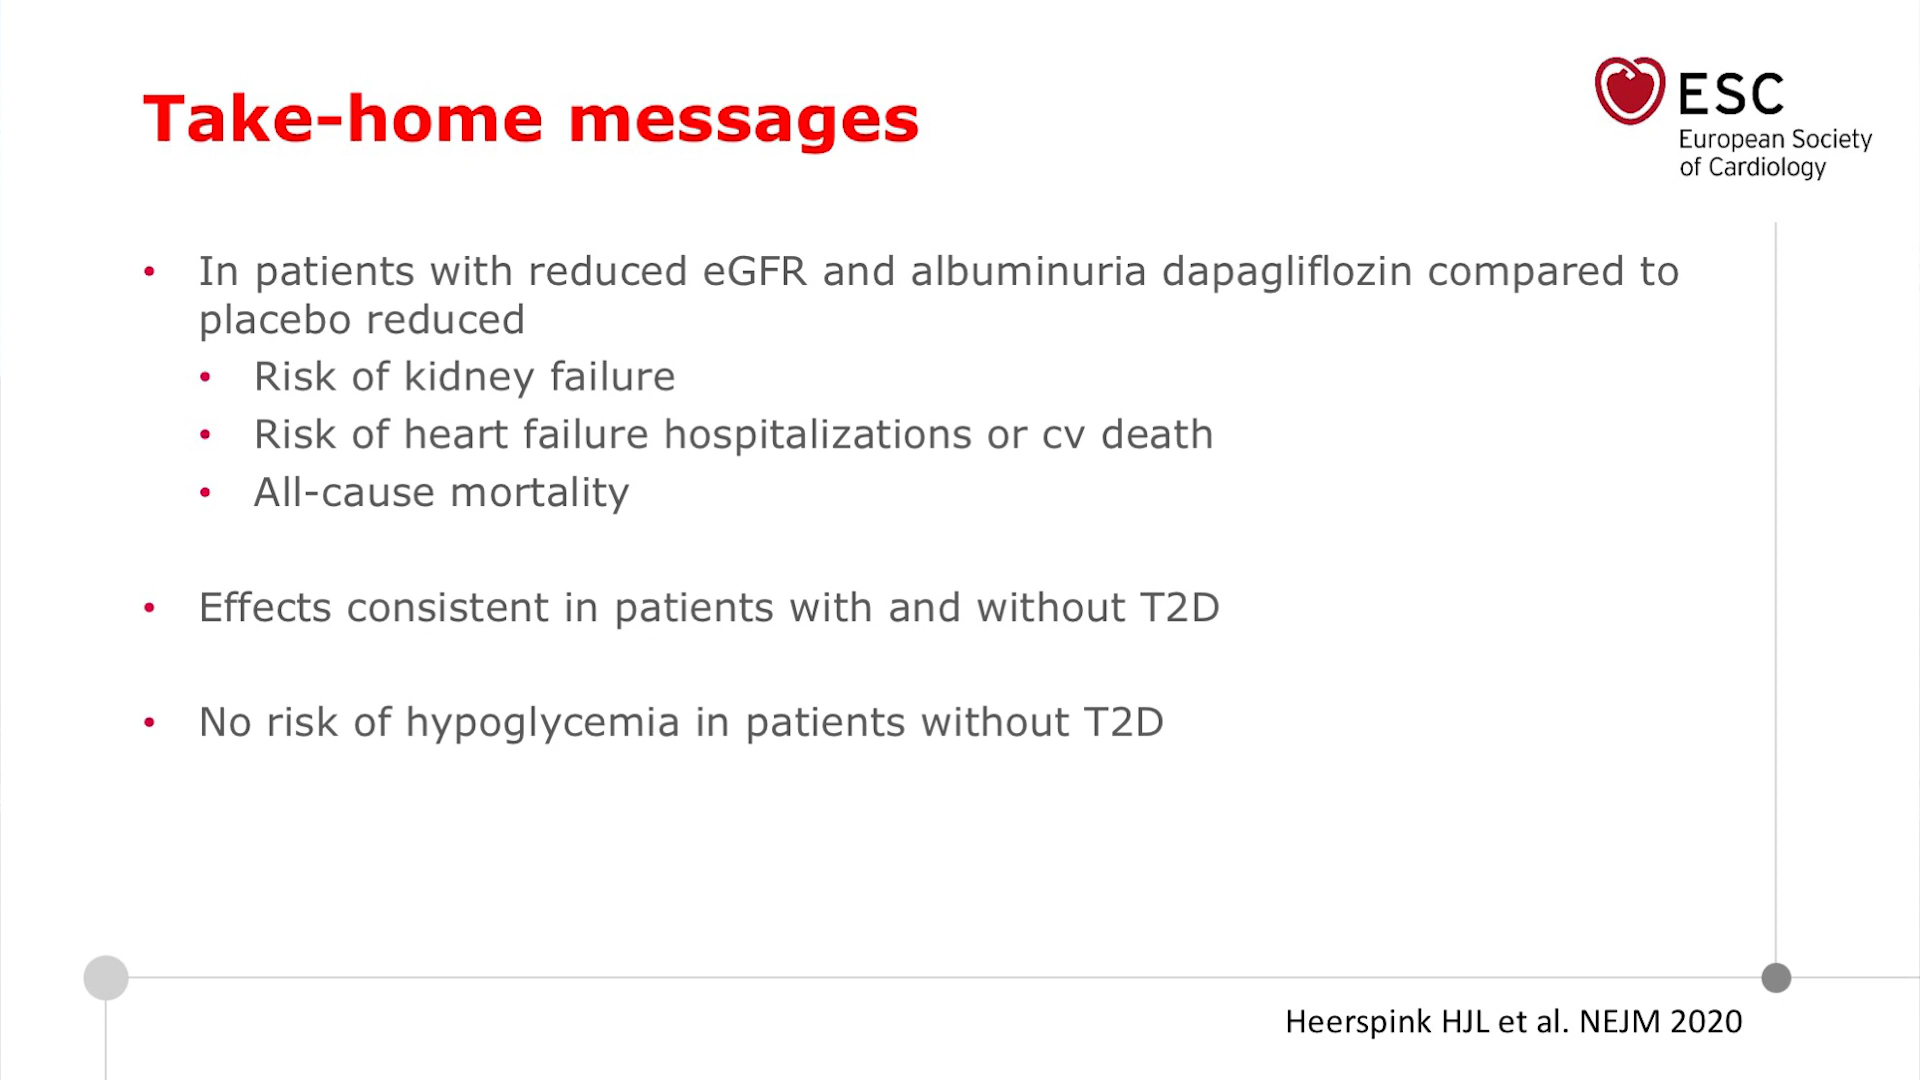 Take-home messages
ESC
European Society
of Cardiology
• In patients with reduced eGFR and albuminuria dapagliflozin compared to
placebo reduced
• Risk of kidney failure
• Risk of heart failure hospitalizations or cv death
• All-cause mortality
• Effects consistent in patients with and without T2D
• No risk of hypoglycemia in patients without T2D
Heerspink HJL et al. NEJM 2020